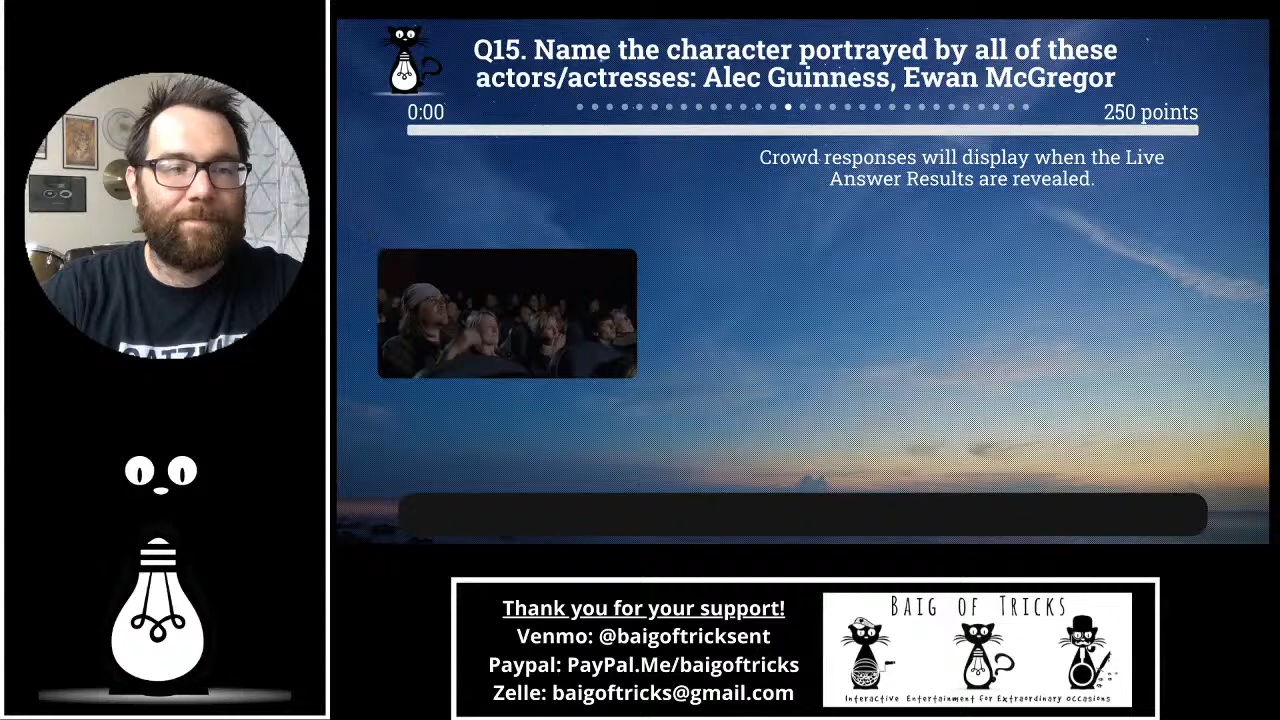 Q15. Name the character portrayed by all of these
actors/actresses: Alec Guinness, Ewan McGregor
0:00
250 points
Crowd responses will display when the Live
Answer Results are revealed.
Thank you for your support!
Venmo: @baigoftricksent
Paypal: PayPal.Me/baigoftricks
Zelle: baigoftricks@gmail.com
BAIG OF TRICKS
Interactive Entertainment for Extraordinary occasions